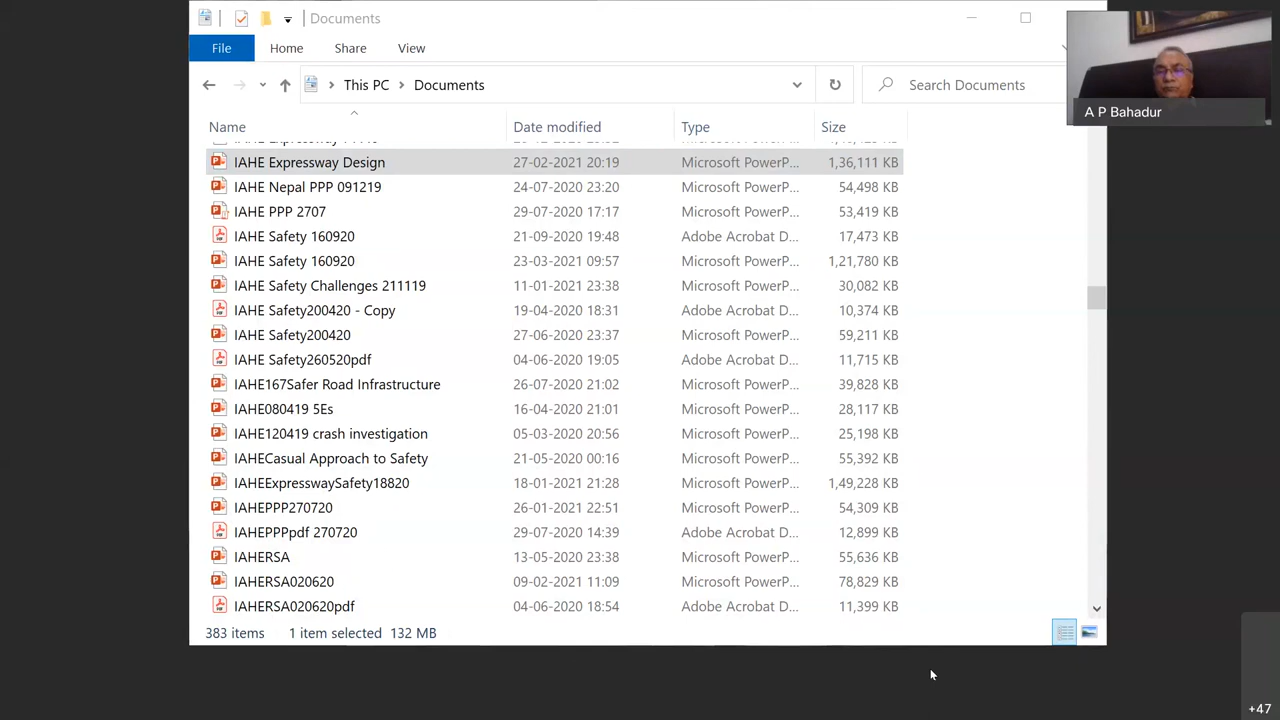 Documents
File Home Share View
This PC Documents Search Documents
A P Bahadur
Name Date modified Type Size
IAHE Expressway Design 27-02-2021 20:19 Microsoft PowerP... 1,36,111 KB
IAHE Nepal PPP 091219 24-07-2020 23:20 Microsoft PowerP... 54,498 KB
IAHE PPP 2707 29-07-2020 17:17 Microsoft PowerP... 53,419 KB
IAHE Safety 160920 21-09-2020 19:48 Adobe Acrobat D... 17,473 KB
IAHE Safety 160920 23-03-2021 09:57 Microsoft PowerP... 1,21,780 KB
IAHE Safety Challenges 211119 11-01-2021 23:38 Microsoft PowerP... 30,082 KB
IAHE Safety200420 - Copy 19-04-2020 18:31 Adobe Acrobat D... 10,374 KB
IAHE Safety200420 27-06-2020 23:37 Microsoft PowerP... 59,211 KB
IAHE Safety260520pdf 04-06-2020 19:05 Adobe Acrobat D... 11,715 KB
IAHE167Safer Road Infrastructure 26-07-2020 21:02 Microsoft PowerP... 39,828 KB
IAHE080419 5Es 16-04-2020 21:01 Microsoft PowerP... 28,117 KB
IAHE120419 crash investigation 05-03-2020 20:56 Microsoft PowerP... 25,198 KB
IAHECasual Approach to Safety 21-05-2020 00:16 Microsoft PowerP... 55,392 KB
IAHEExpresswaySafety18820 18-01-2021 21:28 Microsoft PowerP... 1,49,228 KB
IAHEPPP270720 26-01-2021 22:51 Microsoft PowerP... 54,309 KB
IAHEPPPpdf 270720 29-07-2020 14:39 Adobe Acrobat D... 12,899 KB
IAHERSA 13-05-2020 23:38 Microsoft PowerP... 55,636 KB
IAHERSA020620 09-02-2021 11:09 Microsoft PowerP... 78,829 KB
IAHERSA020620pdf 04-06-2020 18:54 Adobe Acrobat D... 11,399 KB
383 items 1 item selected 132 MB
+47